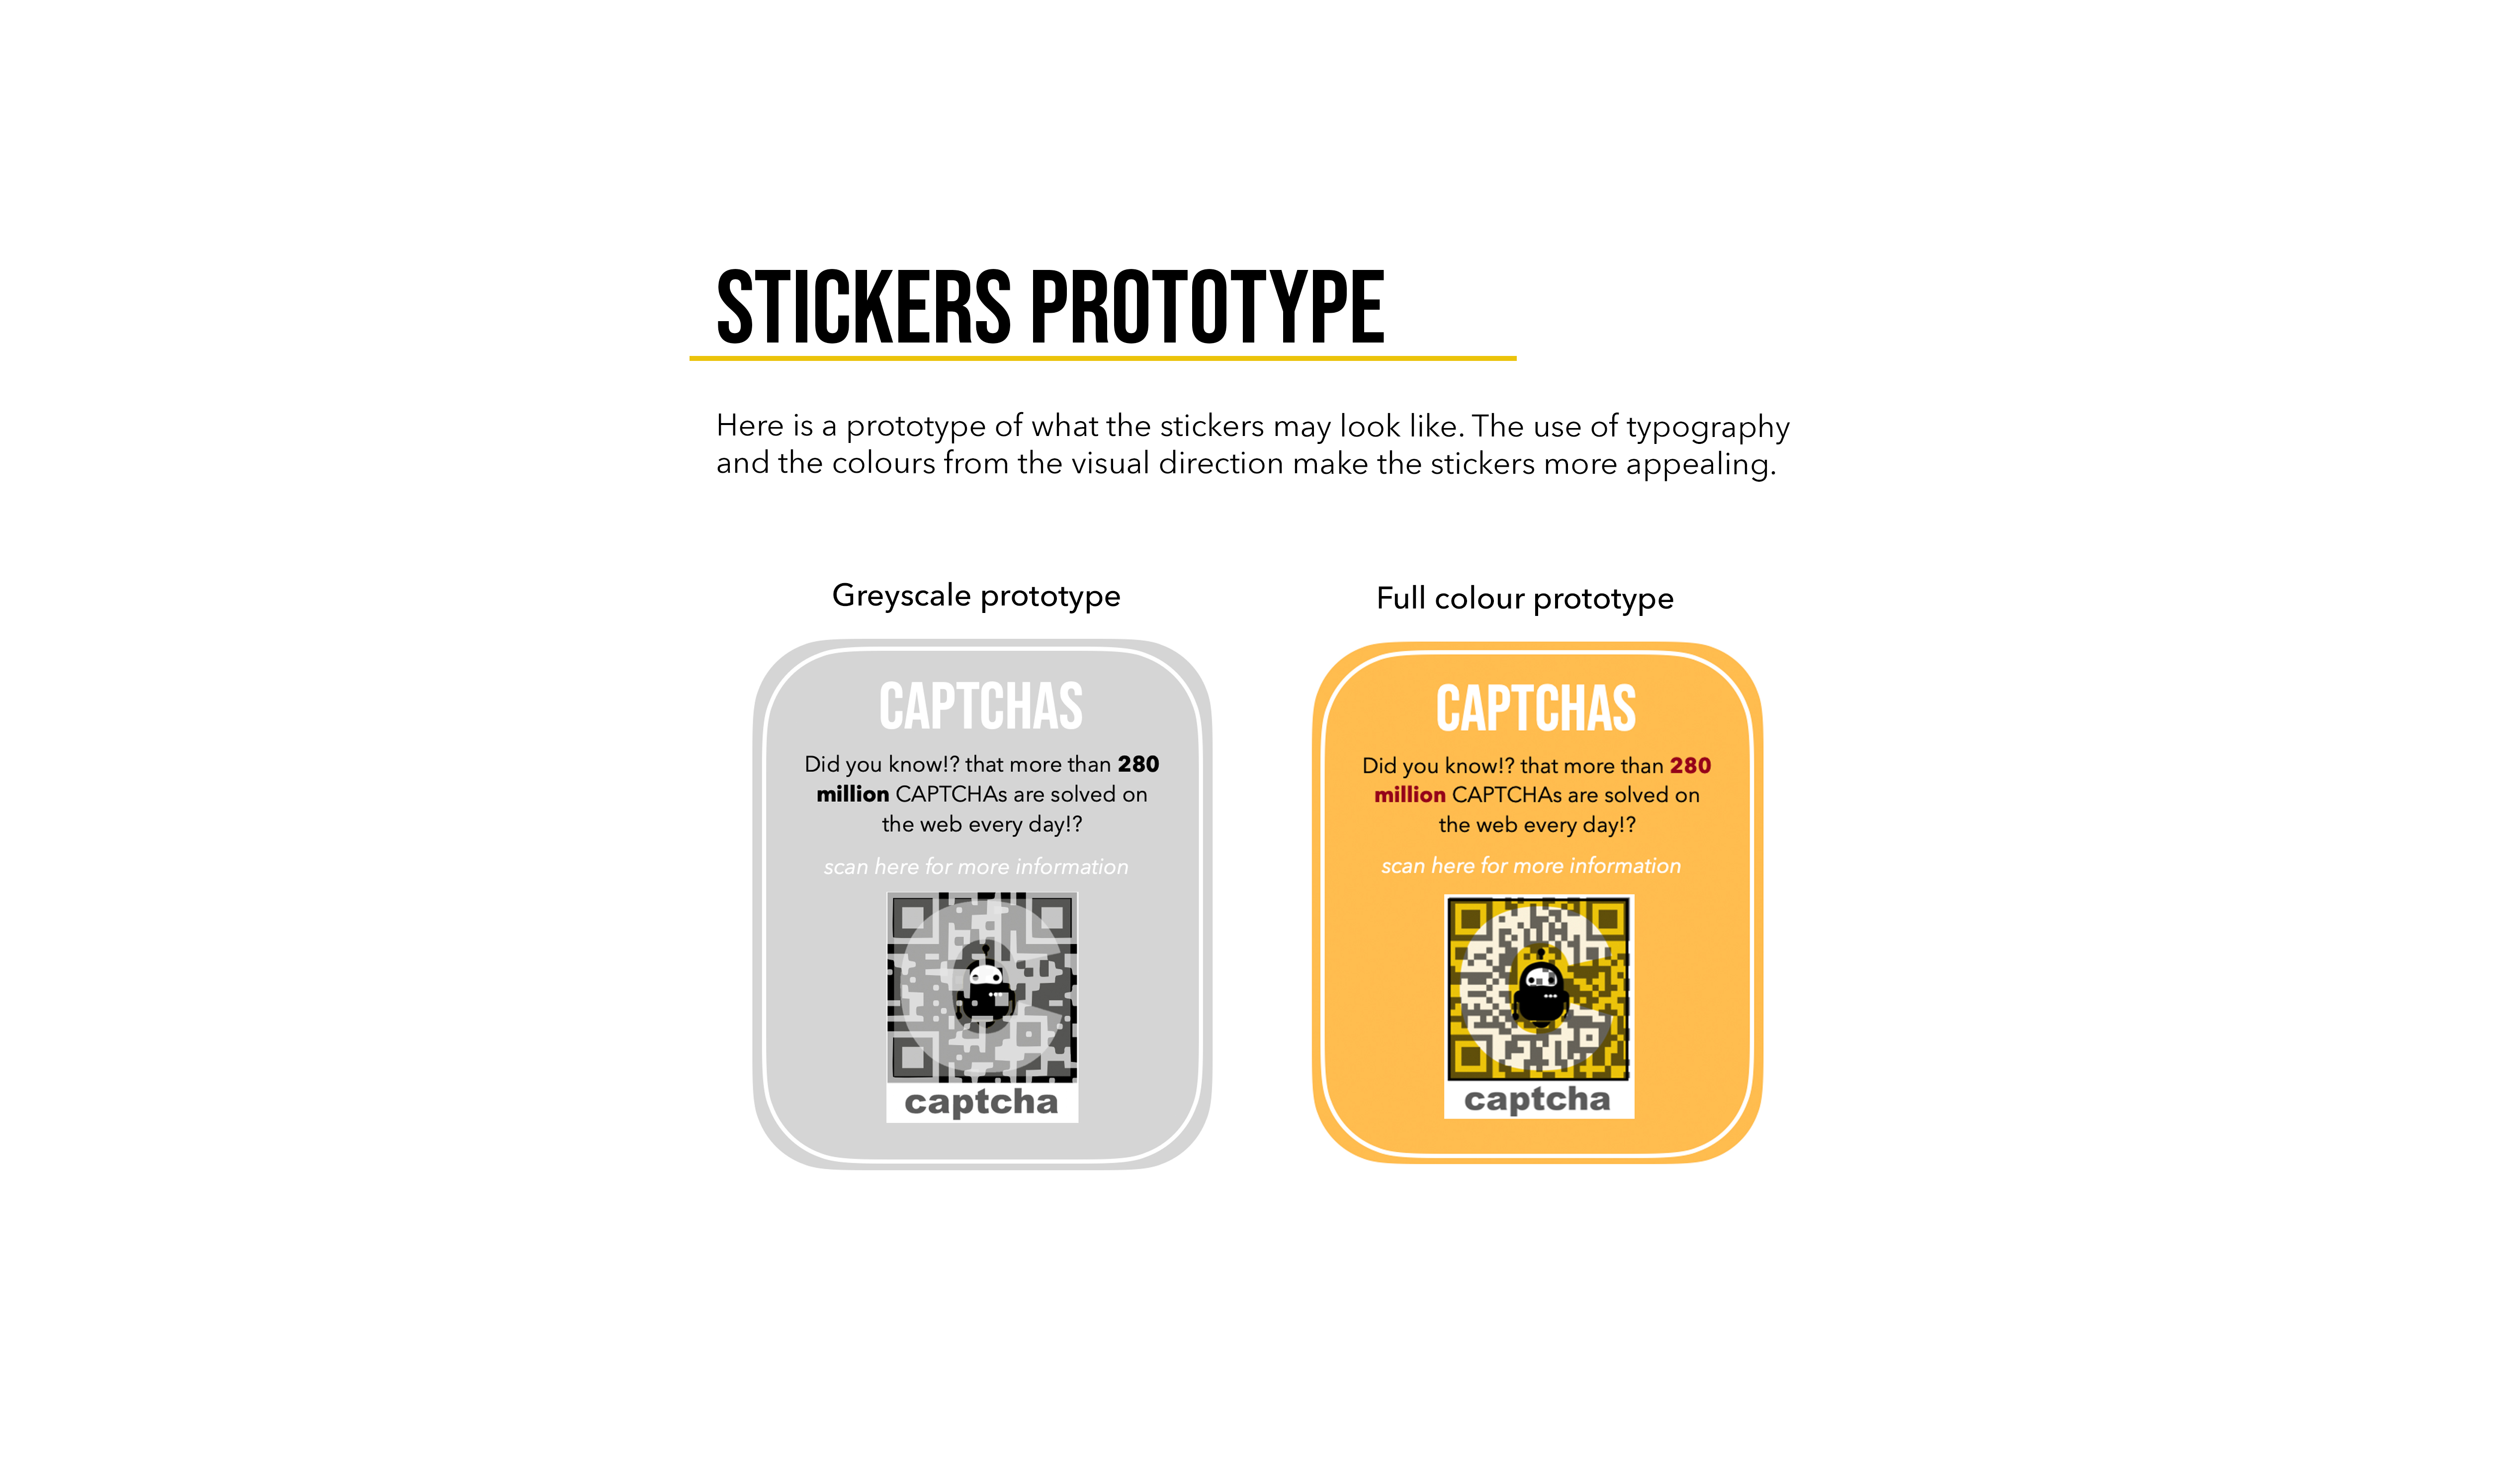 STICKERS PROTOTYPE
Here is a prototype of what the stickers may look like. The use of typography
and the colours from the visual direction make the stickers more appealing.
Greyscale prototype
CAPTCHAS
Did you know!? that more than 280
million CAPTCHAs are solved on
the web every day!?
scan here for more information
captcha
Full colour prototype
CAPTCHAS
Did you know!? that more than 280
million CAPTCHAs are solved on
the web every day!?
scan here for more information
captcha